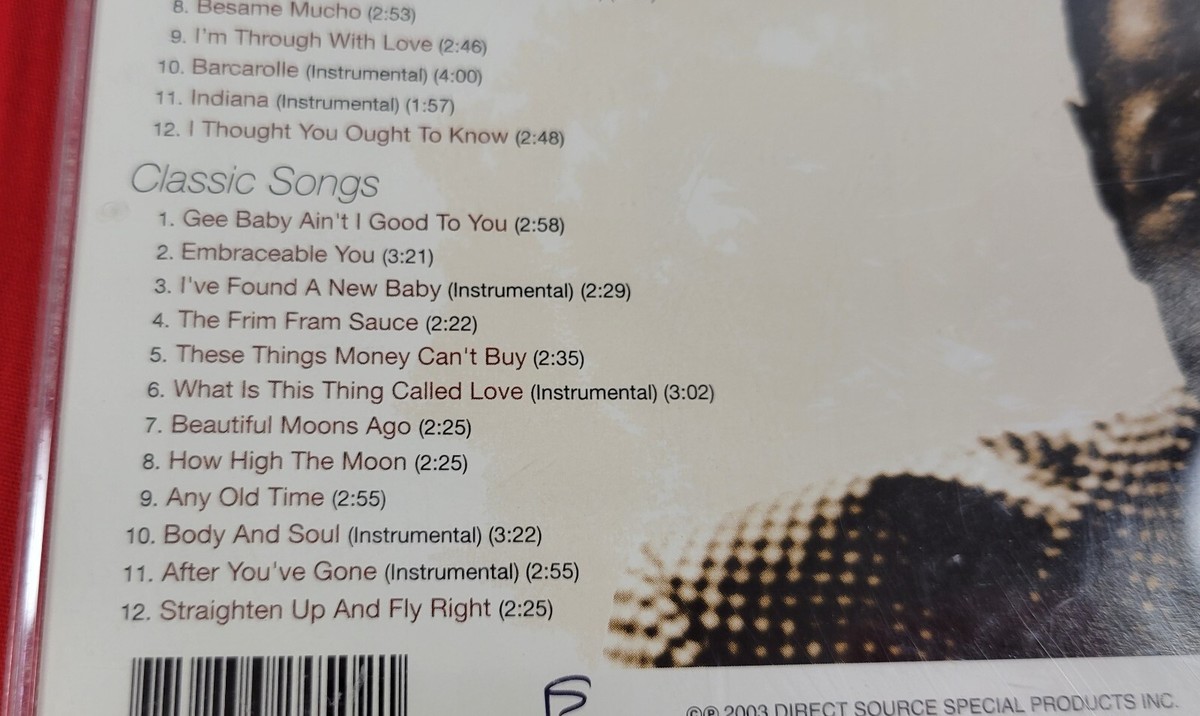 8. Besame Mucho (2:53)
9. I'm Through With Love (2:46)
10. Barcarolle (Instrumental) (4:00)
11. Indiana (Instrumental) (1:57)
12. I Thought You Ought To Know (2:48)
Classic Songs
1. Gee Baby Ain't I Good To You (2:58)
2. Embraceable You (3:21)
3. I've Found A New Baby (Instrumental) (2:29)
4. The Frim Fram Sauce (2:22)
5. These Things Money Can't Buy (2:35)
6. What Is This Thing Called Love (Instrumental) (3:02)
7. Beautiful Moons Ago (2:25)
8. How High The Moon (2:25)
9. Any Old Time (2:55)
10. Body And Soul (Instrumental) (3:22)
11. After You've Gone (Instrumental) (2:55)
12. Straighten Up And Fly Right (2:25)
©℗ 2003 DIRECT SOURCE SPECIAL PRODUCTS INC.